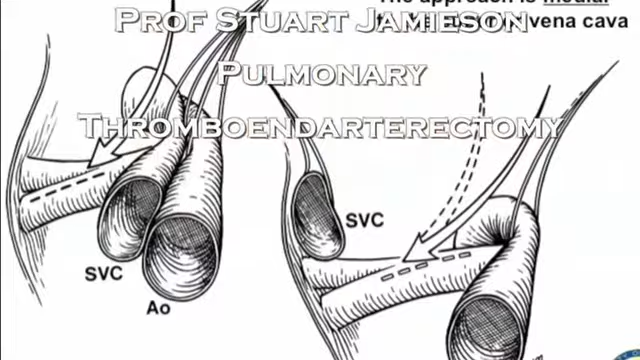 The approach is medial
vena cava
PROF STUART JAMIESON
PULMONARY
THROMBOENDARTERECTOMY
SVC
Ao
SVC